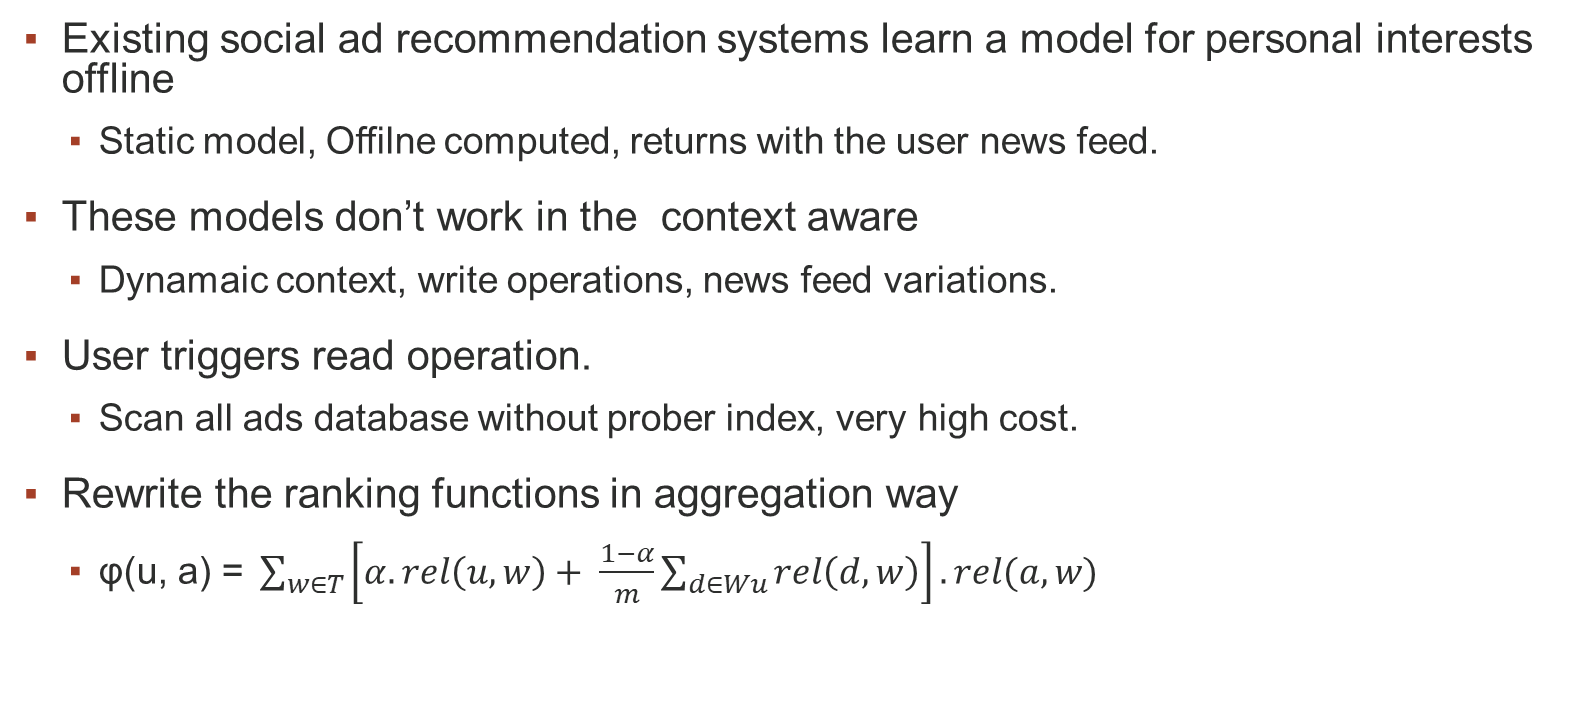 ▪ Existing social ad recommendation systems learn a model for personal interests
offline
▪ Static model, Offilne computed, returns with the user news feed.
▪ These models don’t work in the  context aware
▪ Dynamaic context, write operations, news feed variations.
▪ User triggers read operation.
▪ Scan all ads database without prober index, very high cost.
▪ Rewrite the ranking functions in aggregation way
▪ φ(u, a) = ∑_{w∈T} [α.rel(u, w) + \frac{1−α}{m} ∑_{d∈Wu} rel(d, w)] .rel(a, w)